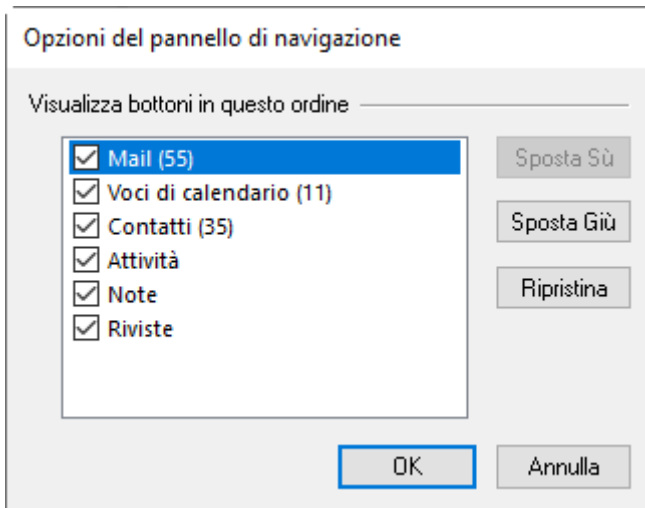 Opzioni del pannello di navigazione
Visualizza bottoni in questo ordine
Mail (55)
Voci di calendario (11)
Contatti (35)
Attività
Note
Riviste
Sposta Sù
Sposta Giù
Ripristina
OK
Annulla